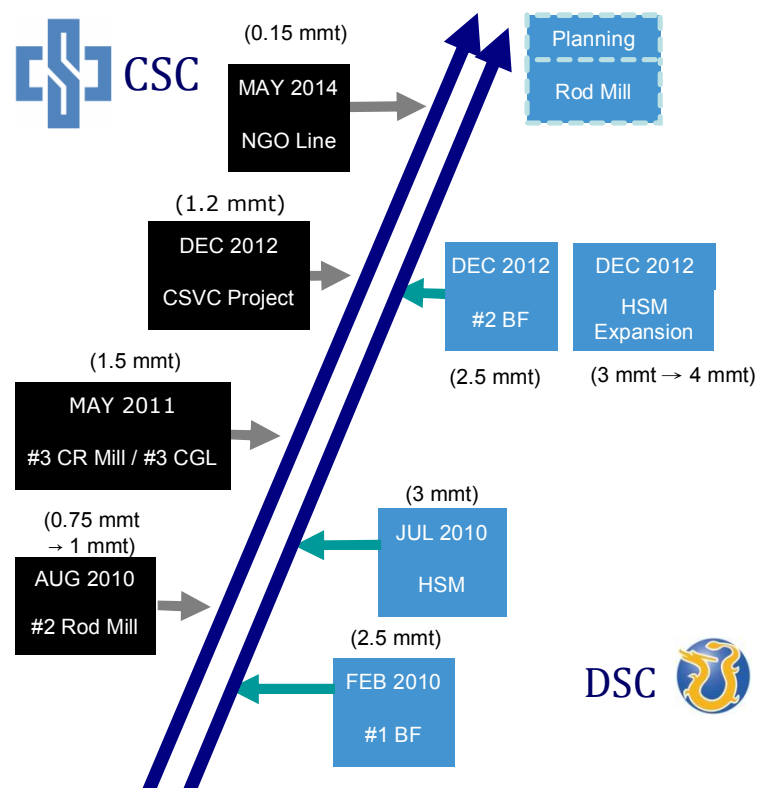 CSC
(0.15 mmt)
MAY 2014
NGO Line
Planning
Rod Mill
(1.2 mmt)
DEC 2012
CSVC Project
DEC 2012
#2 BF
(2.5 mmt)
DEC 2012
HSM
Expansion
(3 mmt → 4 mmt)
(1.5 mmt)
MAY 2011
#3 CR Mill / #3 CGL
(3 mmt)
JUL 2010
HSM
(0.75 mmt
→ 1 mmt)
AUG 2010
#2 Rod Mill
(2.5 mmt)
FEB 2010
#1 BF
DSC